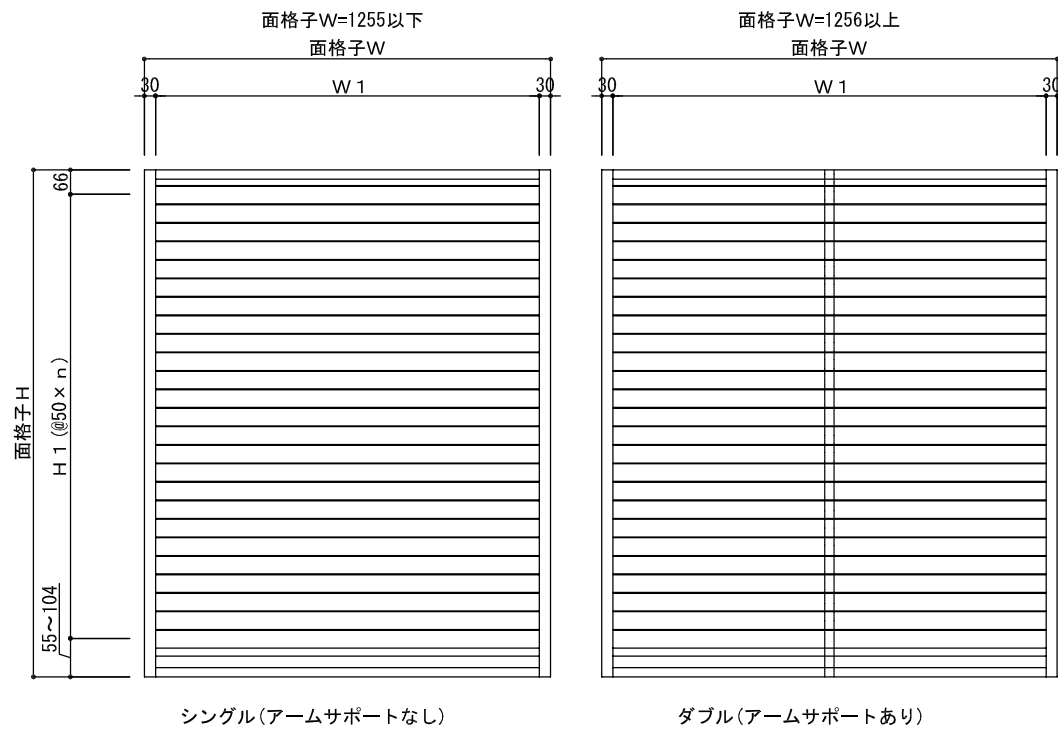 面格子W=1255以下
面格子W
30
W1
30
66
面格子H
H1(@50×n)
55~104
シングル(アームサポートなし)
面格子W=1256以上
面格子W
30
W1
30
ダブル(アームサポートあり)